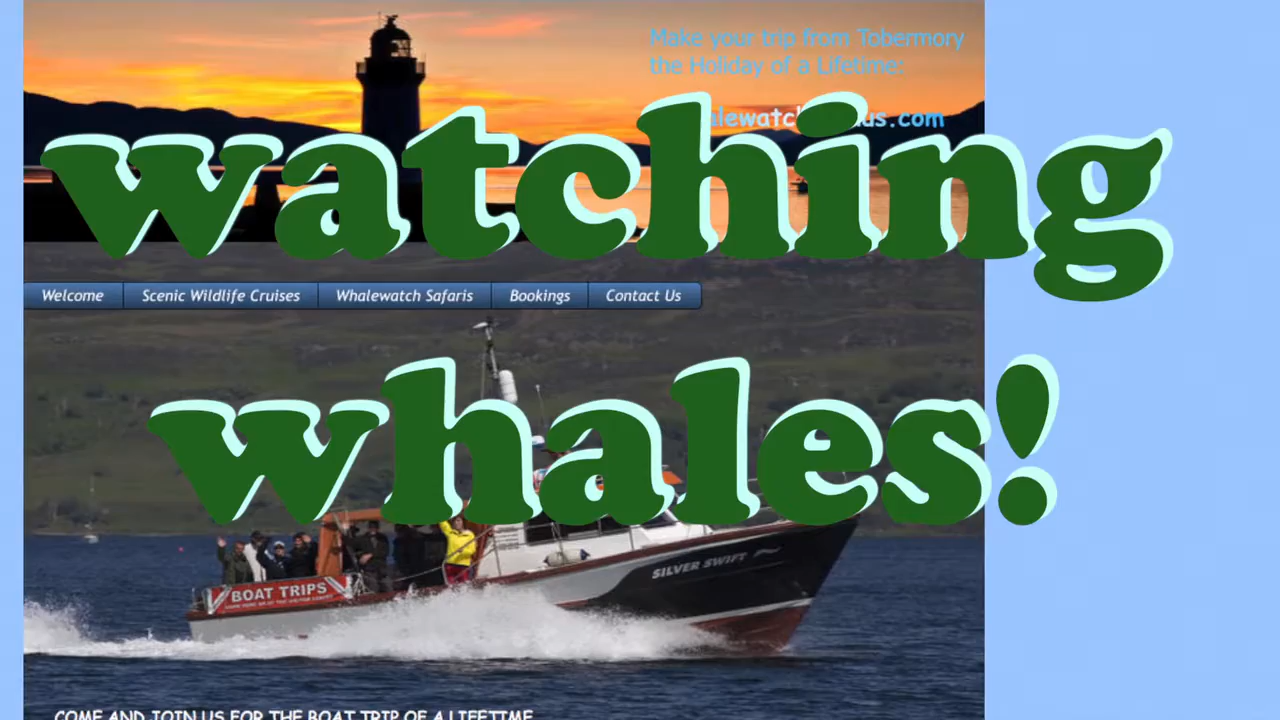 Make your trip from Tobermory
the Holiday of a Lifetime:
watching
Welcome Scenic Wildlife Cruises Whalewatch Safaris Bookings Contact Us
whales!
SILVER SWIFT
BOAT TRIPS
COME AND JOIN US FOR THE BOAT TRIP OF A LIFETIME